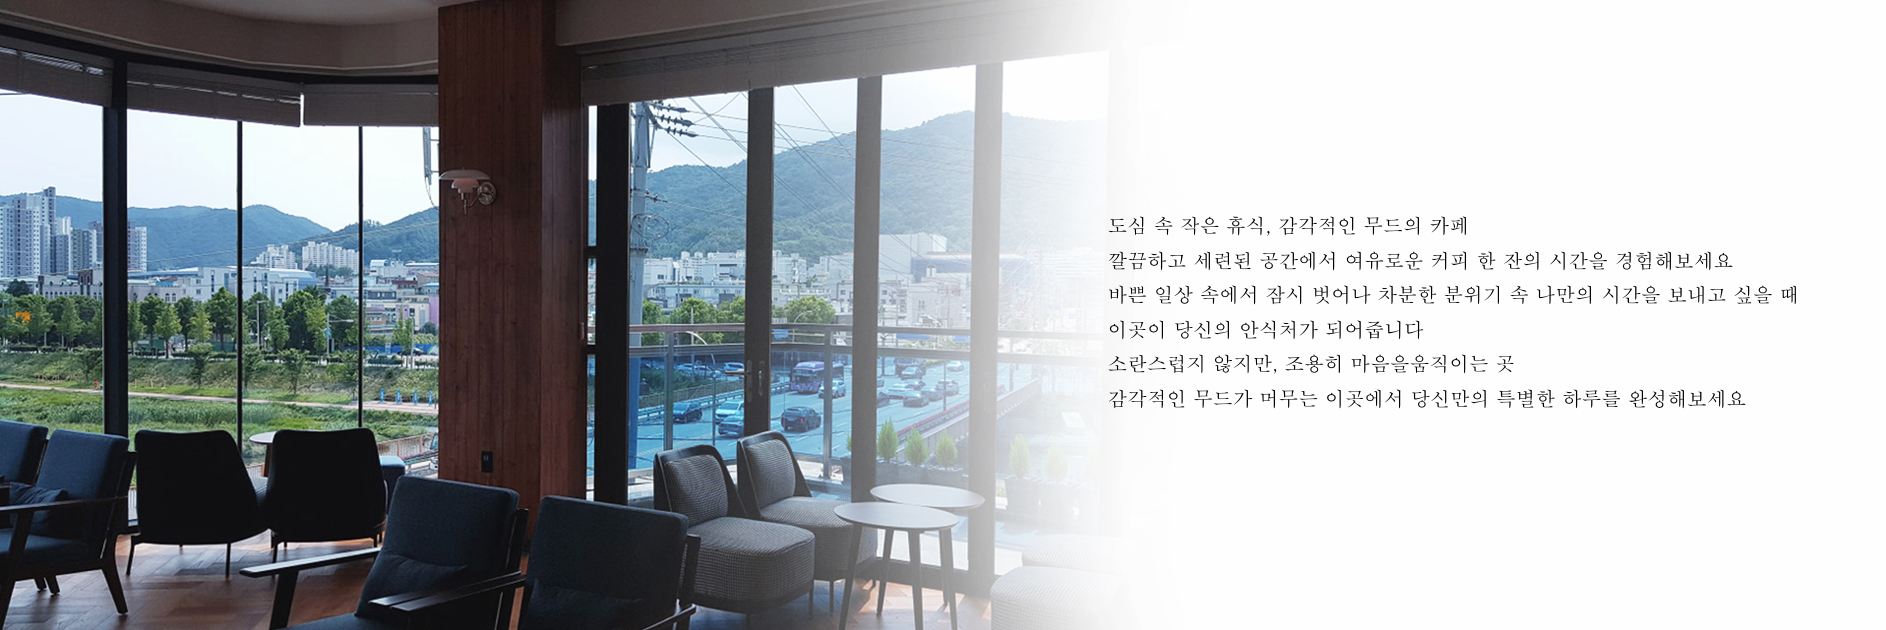 도심 속 작은 휴식, 감각적인 무드의 카페
깔끔하고 세련된 공간에서 여유로운 커피 한 잔의 시간을 경험해보세요
바쁜 일상 속에서 잠시 벗어나 차분한 분위기 속 나만의 시간을 보내고 싶을 때
이곳이 당신의 안식처가 되어줍니다
소란스럽지 않지만, 조용히 마음을움직이는 곳
감각적인 무드가 머무는 이곳에서 당신만의 특별한 하루를 완성해보세요